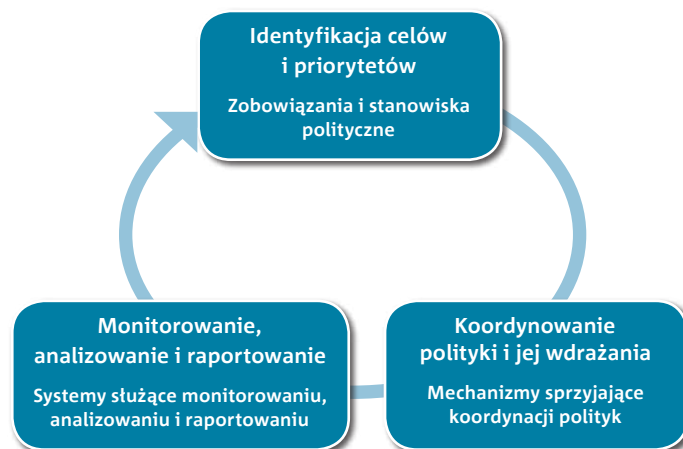 Identyfikacja celów
i priorytetów
Zobowiązania i stanowiska
polityczne
Monitorowanie,
analizowanie i raportowanie
Systemy służące monitorowaniu,
analizowaniu i raportowaniu
Koordynowanie
polityki i jej wdrażania
Mechanizmy sprzyjające
koordynacji polityk